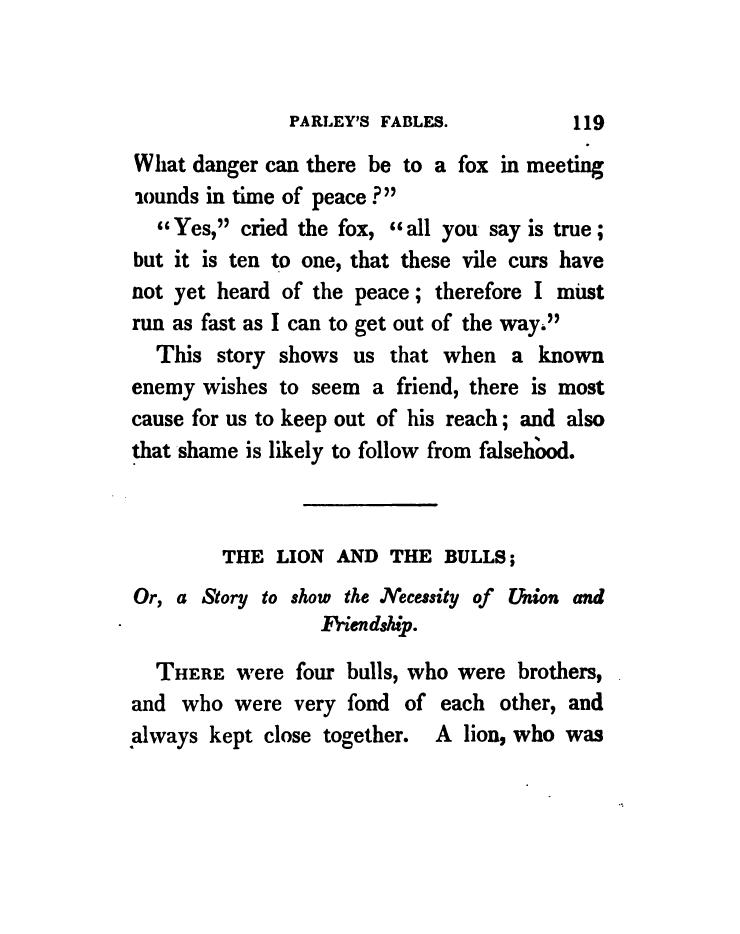 PARLEY'S FABLES. 119
What danger can there be to a fox in meeting
hounds in time of peace?"
"Yes," cried the fox, "all you say is true;
but it is ten to one, that these vile curs have
not yet heard of the peace; therefore I must
run as fast as I can to get out of the way."
This story shows us that when a known
enemy wishes to seem a friend, there is most
cause for us to keep out of his reach; and also
that shame is likely to follow from falsehood.
THE LION AND THE BULLS;
Or, a Story to show the Necessity of Union and
Friendship.
THERE were four bulls, who were brothers,
and who were very fond of each other, and
always kept close together. A lion, who was